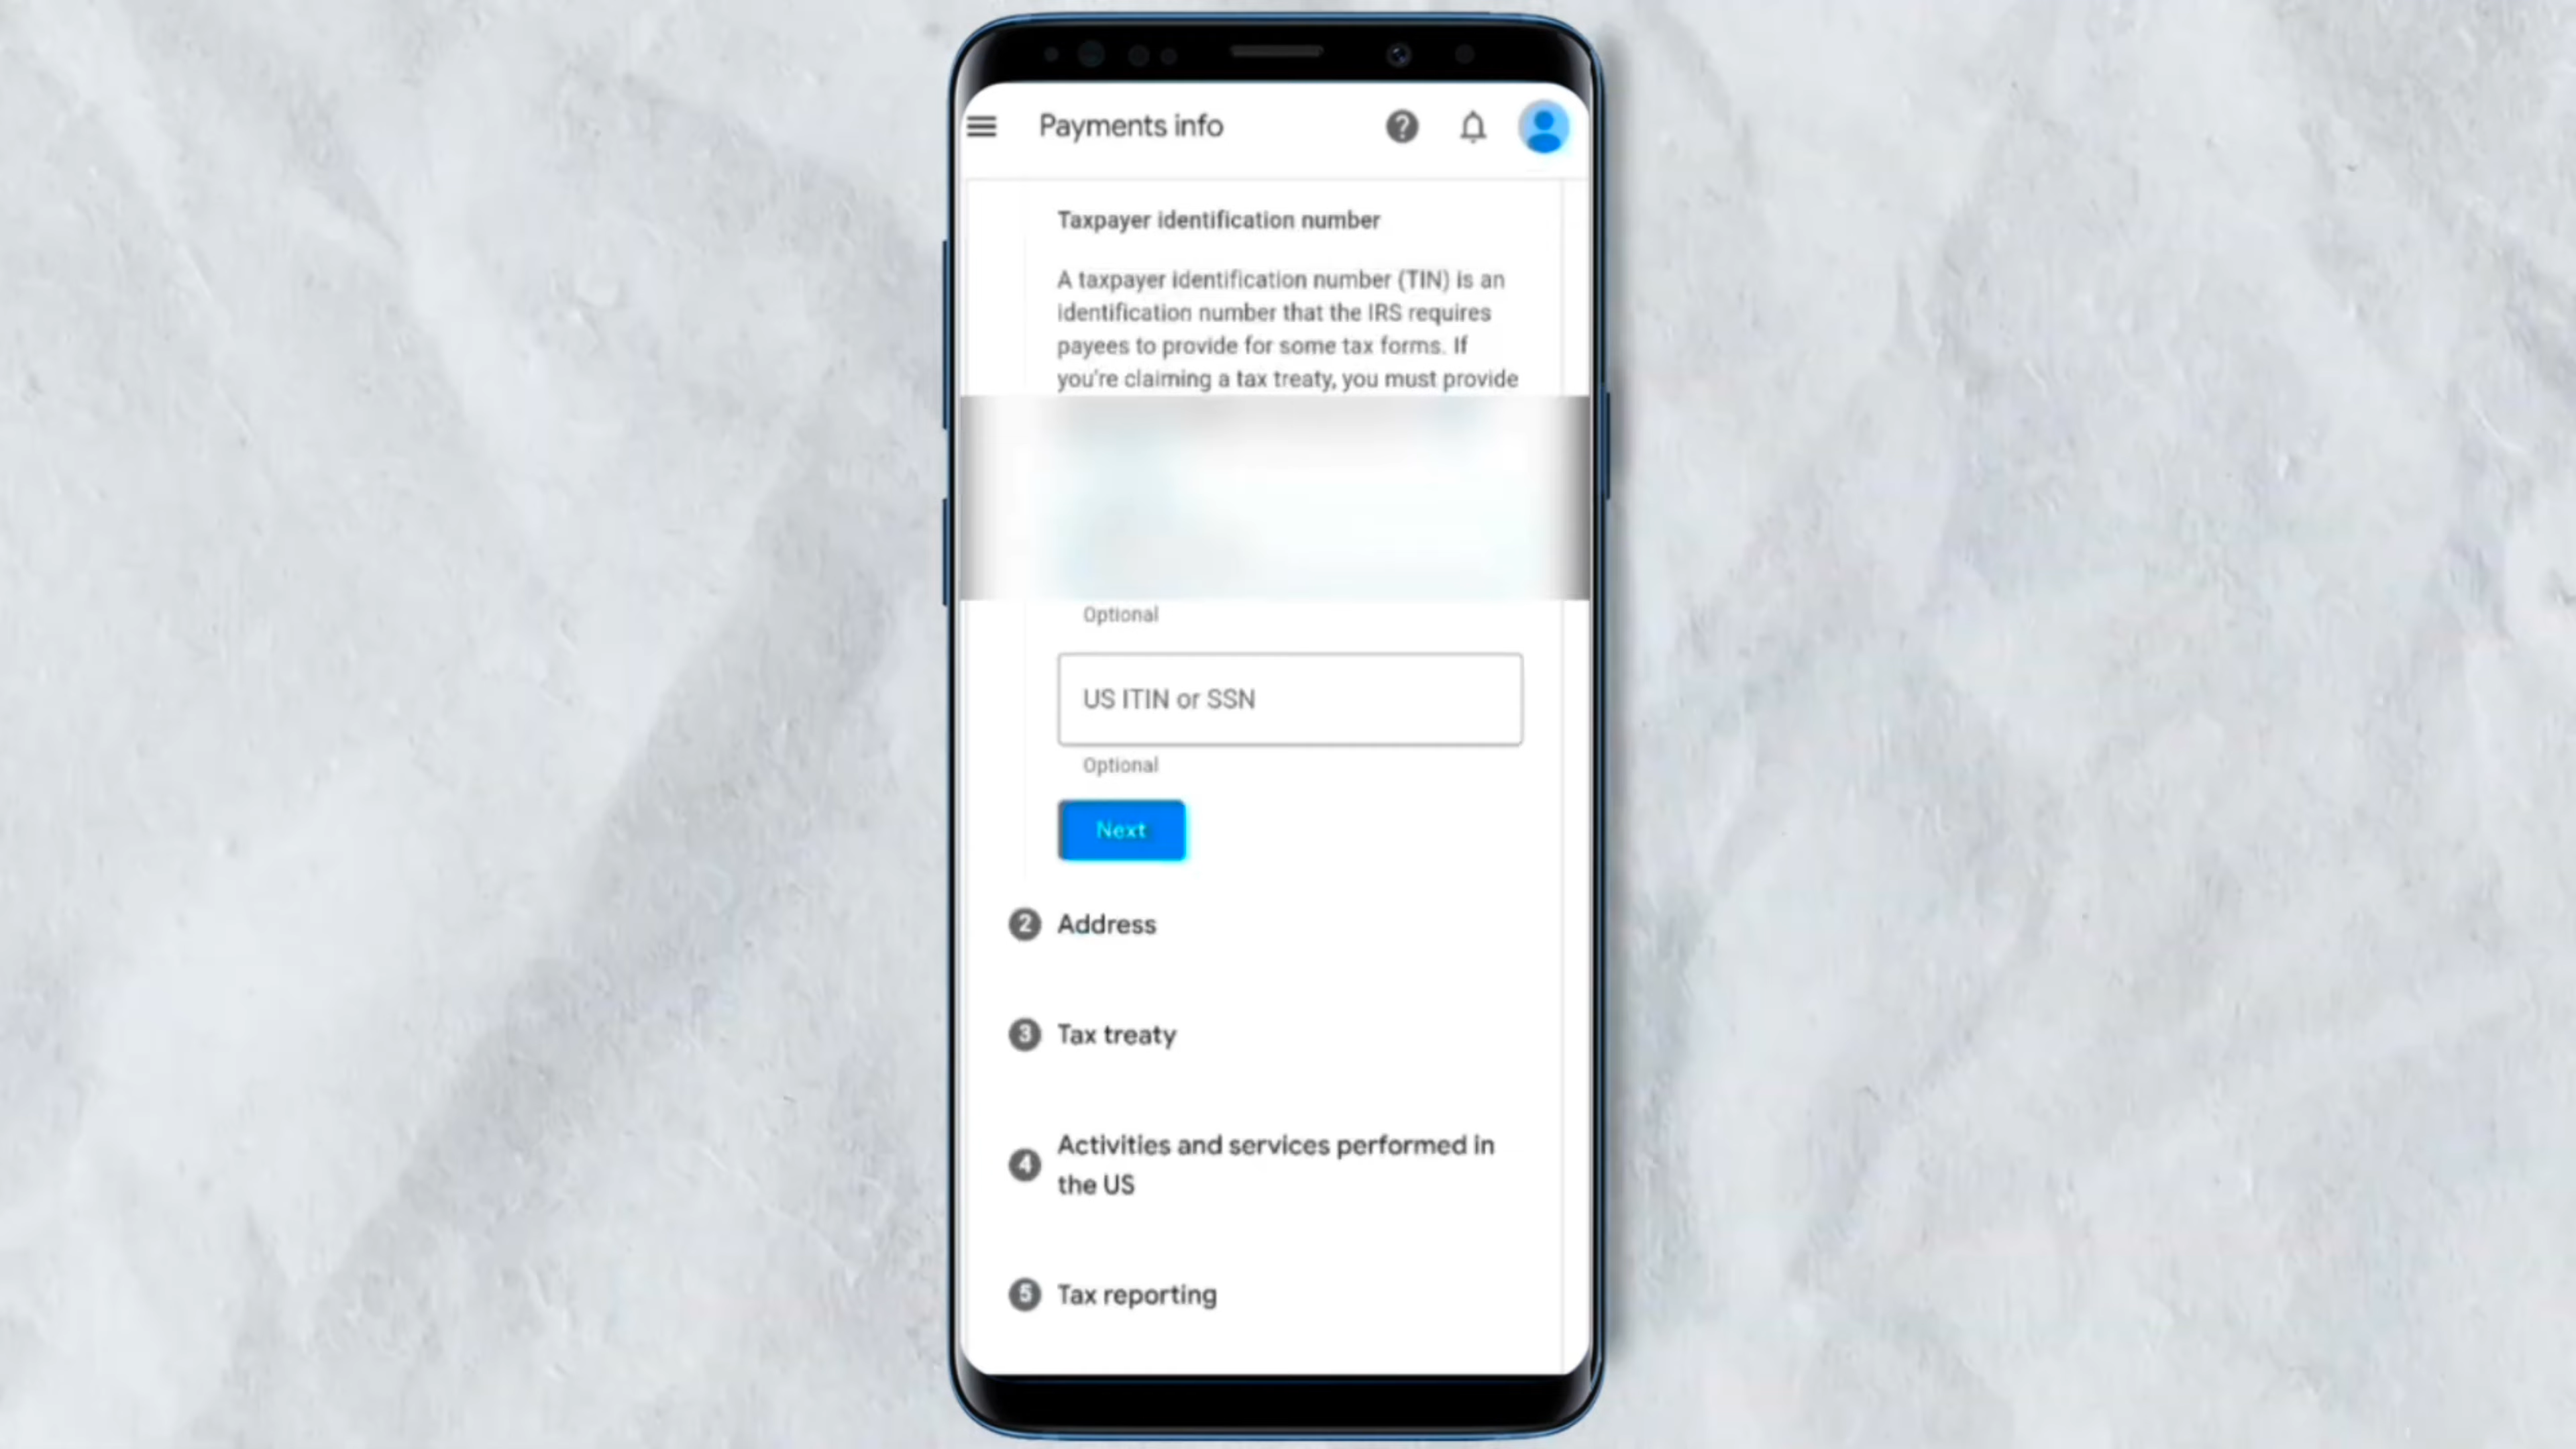 Payments info
Taxpayer identification number
A taxpayer identification number (TIN) is an
identification number that the IRS requires
payees to provide for some tax forms. If
you're claiming a tax treaty, you must provide
Optional
US ITIN or SSN
Optional
Next
2 Address
3 Tax treaty
4 Activities and services performed in
the US
5 Tax reporting